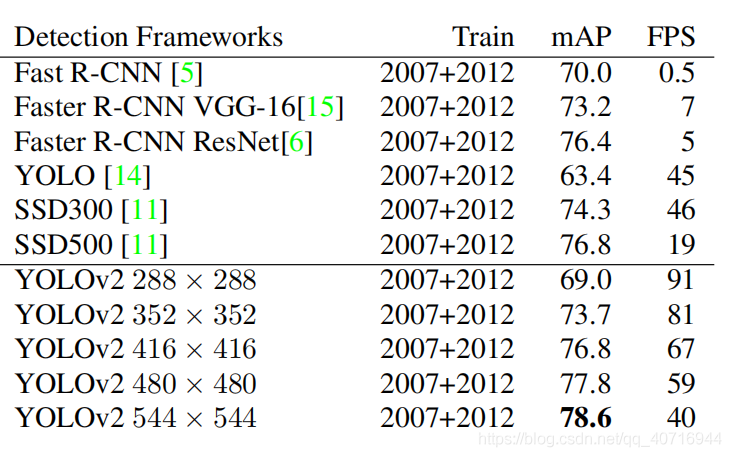 Detection Frameworks Train mAP FPS
Fast R-CNN [5] 2007+2012 70.0 0.5
Faster R-CNN VGG-16[15] 2007+2012 73.2 7
Faster R-CNN ResNet[6] 2007+2012 76.4 5
YOLO [14] 2007+2012 63.4 45
SSD300 [11] 2007+2012 74.3 46
SSD500 [11] 2007+2012 76.8 19
YOLOv2 288 × 288 2007+2012 69.0 91
YOLOv2 352 × 352 2007+2012 73.7 81
YOLOv2 416 × 416 2007+2012 76.8 67
YOLOv2 480 × 480 2007+2012 77.8 59
YOLOv2 544 × 544 2007+2012 78.6 40
https://blog.csdn.net/qq_40716944